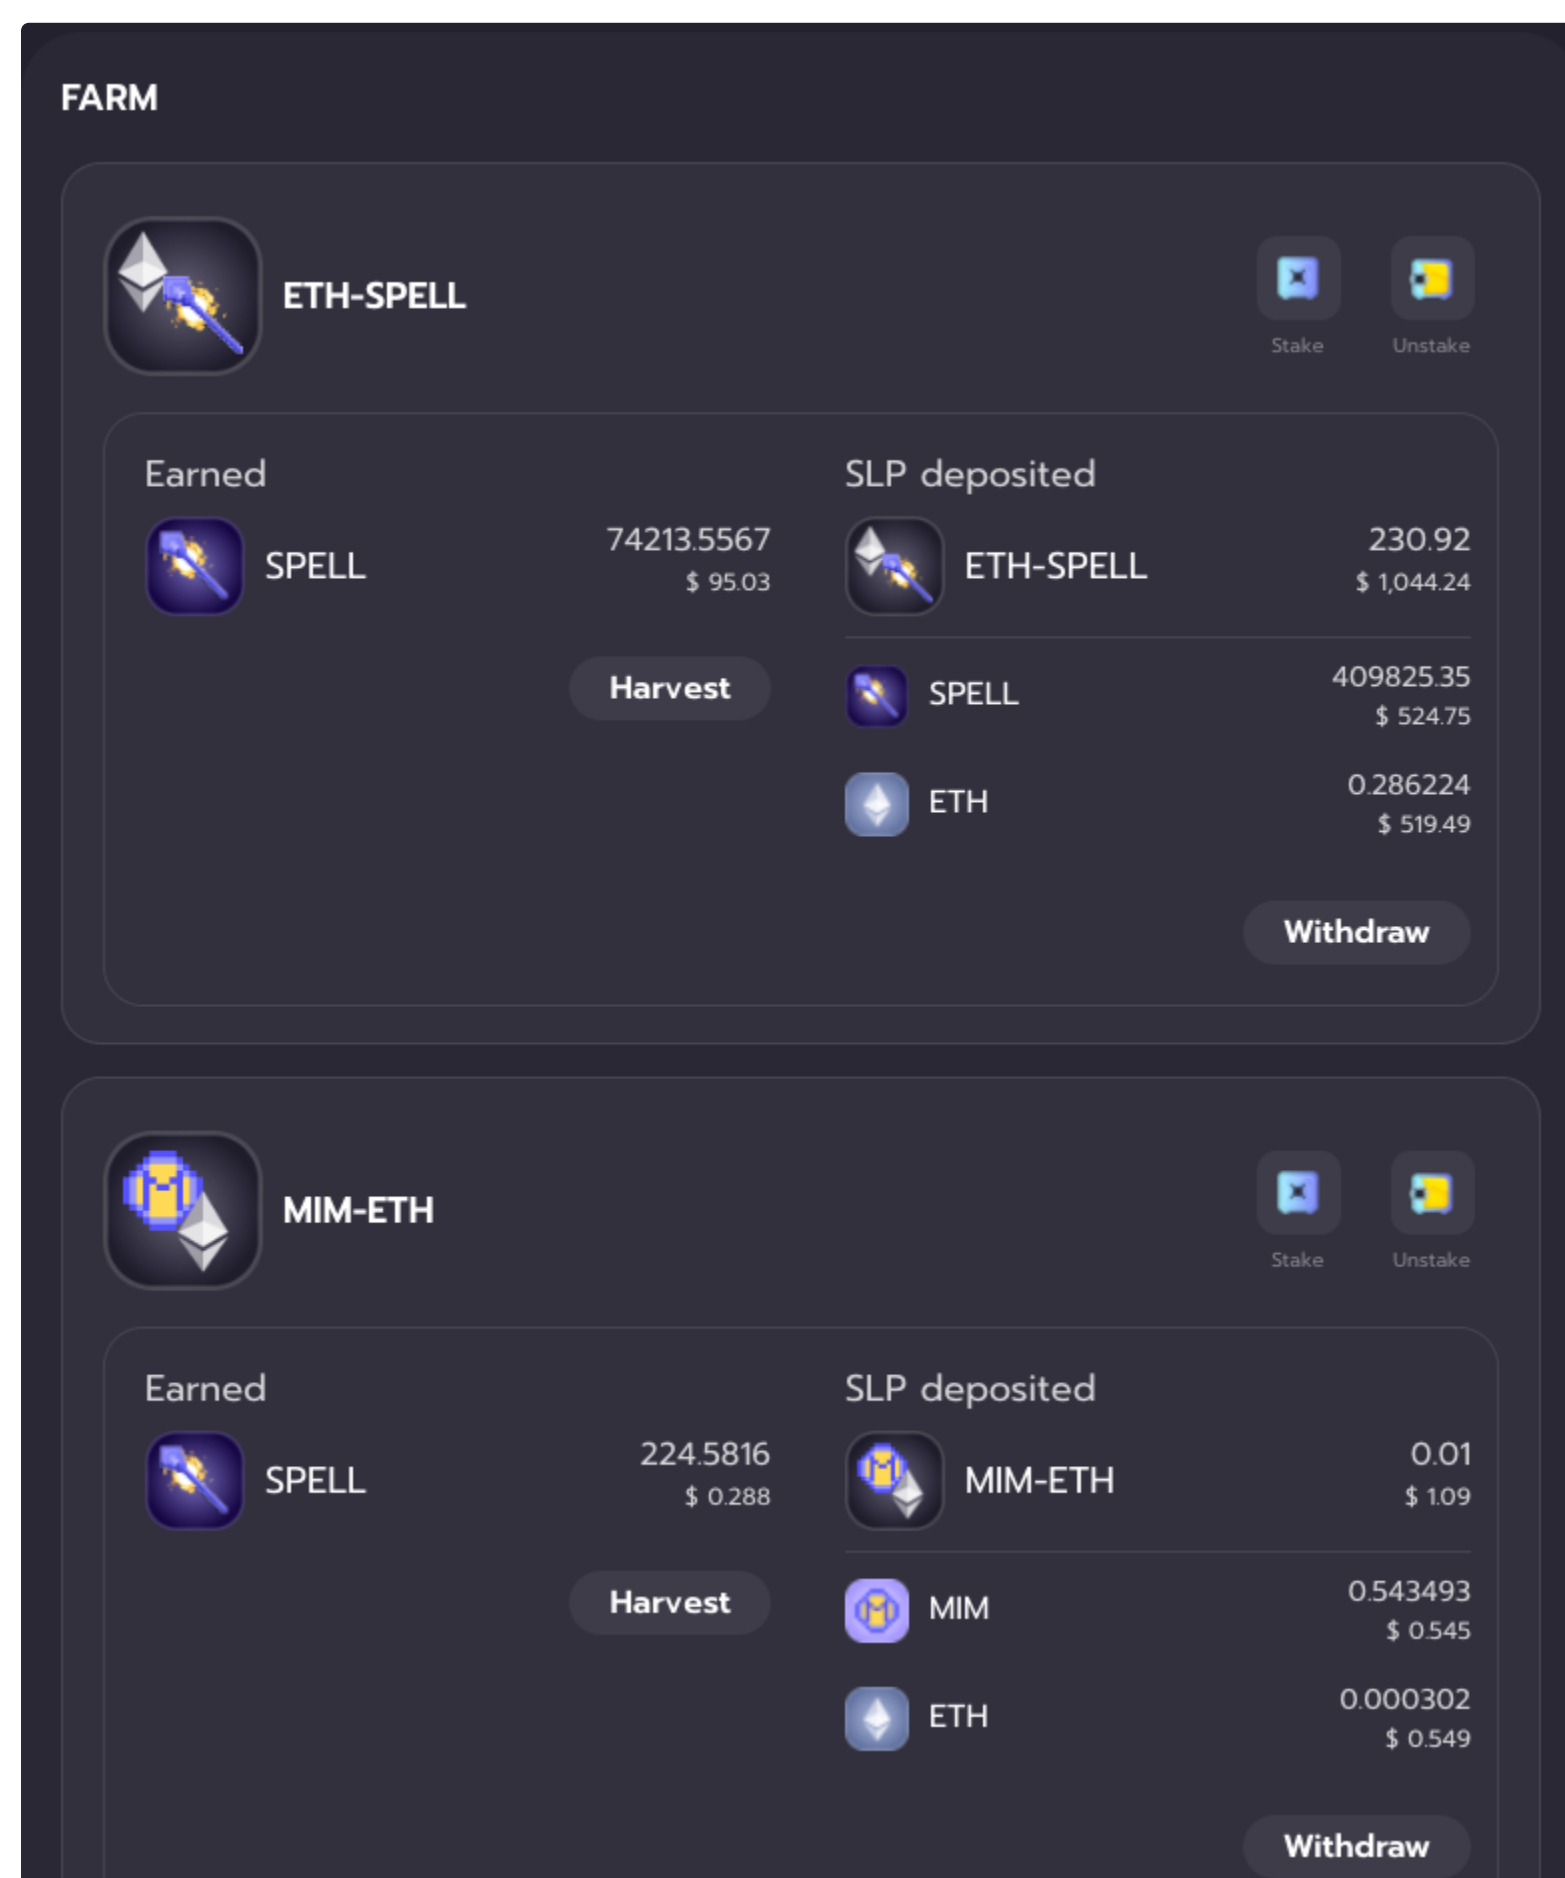 FARM
ETH-SPELL
Stake
Unstake
Earned
SPELL
74213.5567
$ 95.03
Harvest
SLP deposited
ETH-SPELL
230.92
$ 1,044.24
SPELL
409825.35
$ 524.75
ETH
0.286224
$ 519.49
Withdraw
MIM-ETH
Stake
Unstake
Earned
SPELL
224.5816
$ 0.288
Harvest
SLP deposited
MIM-ETH
0.01
$ 1.09
MIM
0.543493
$ 0.545
ETH
0.000302
$ 0.549
Withdraw